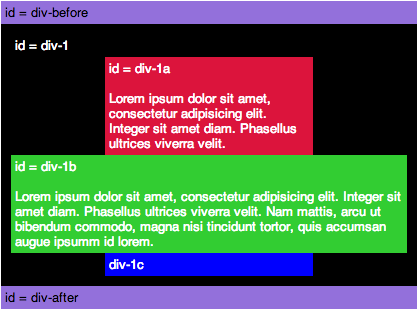 id = div-before
id = div-1
id = div-1a
Lorem ipsum dolor sit amet,
consectetur adipisicing elit.
Integer sit amet diam. Phasellus
ultrices viverra velit.
id = div-1b
Lorem ipsum dolor sit amet, consectetur adipisicing elit. Integer sit
amet diam. Phasellus ultrices viverra velit. Nam mattis, arcu ut
bibendum commodo, magna nisi tincidunt tortor, quis accumsan
augue ipsumm id lorem.
div-1c
id = div-after